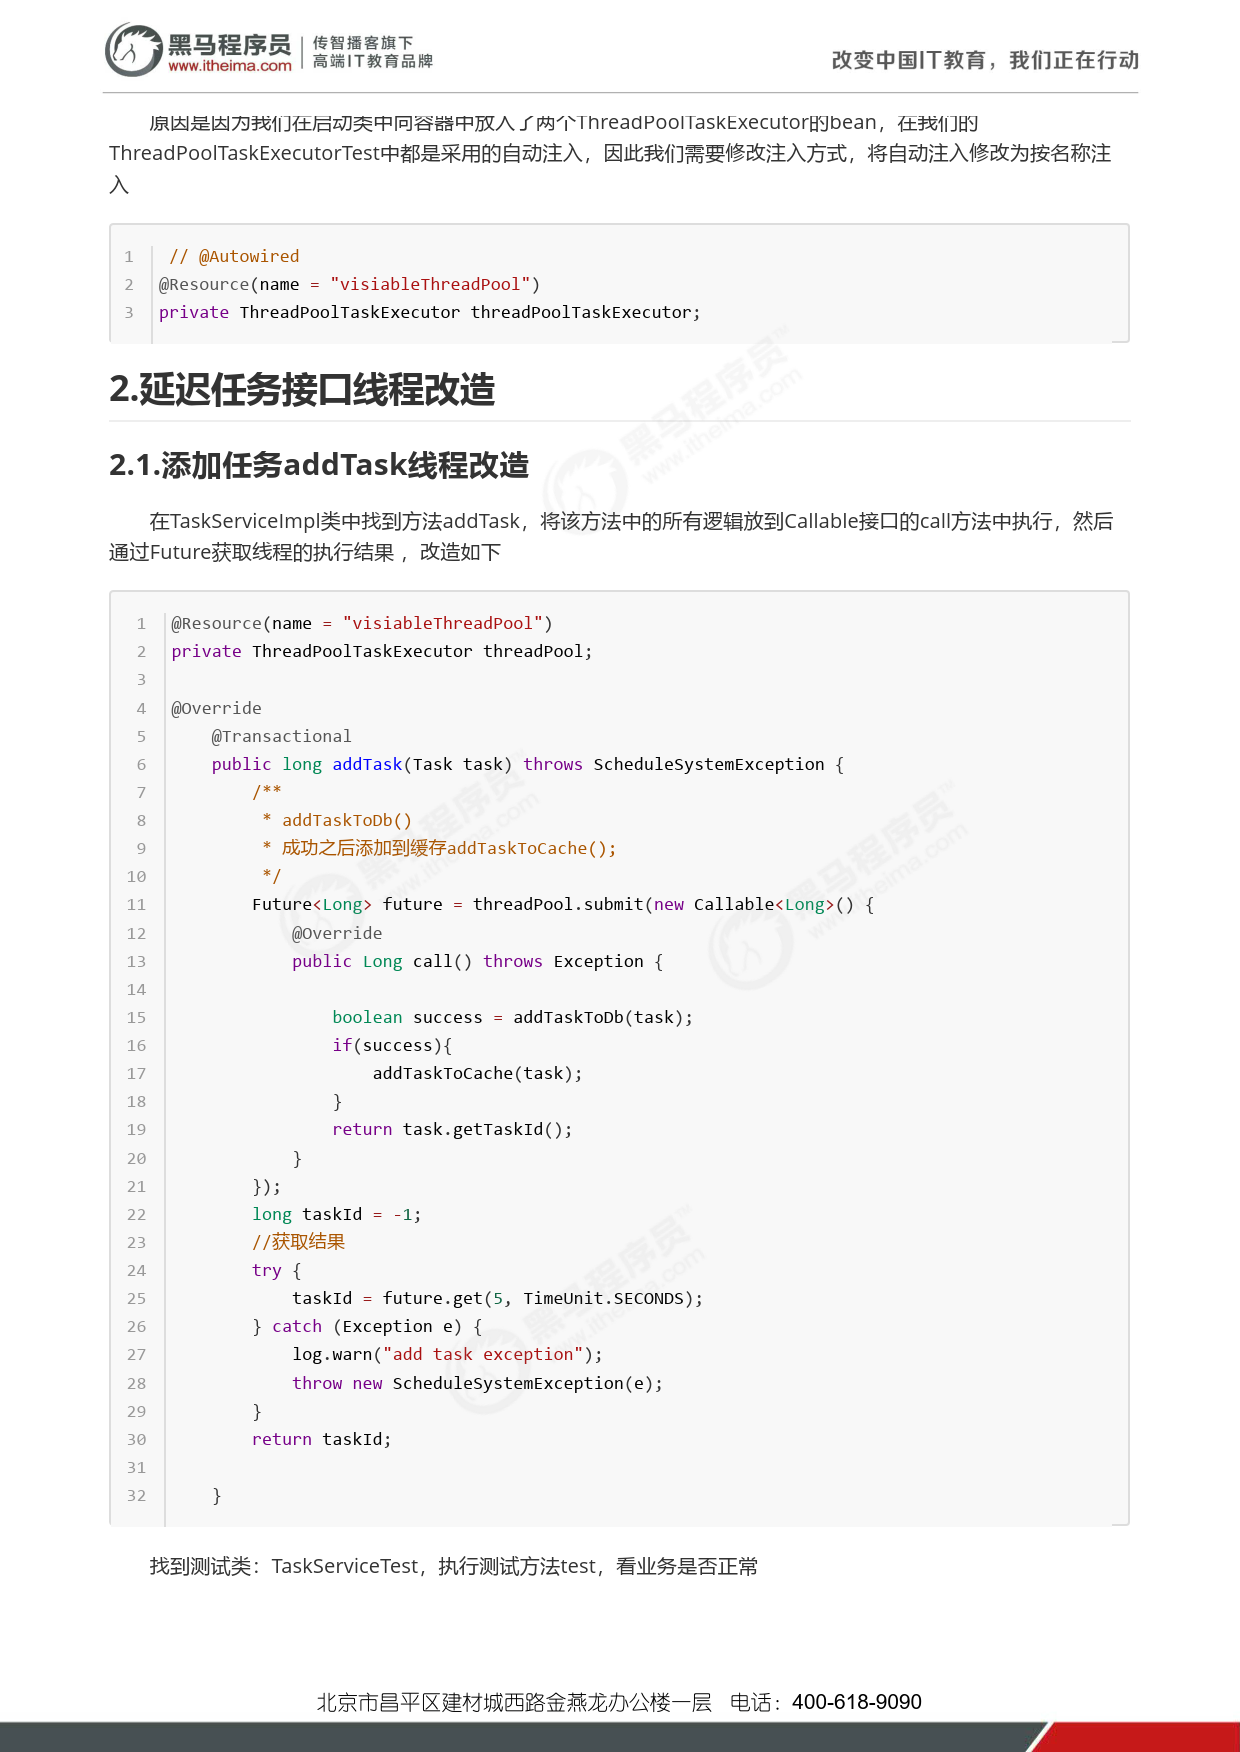 黑马程序员
www.itheima.com
传智播客旗下
高端IT教育品牌
改变中国IT教育，我们正在行动
原因是因为我们在启动类中向容器中放入了两个ThreadPoolTaskExecutor的bean，在我们的
ThreadPoolTaskExecutorTest中都是采用的自动注入，因此我们需要修改注入方式，将自动注入修改为按名称注
入
1 // @Autowired
2 @Resource(name = "visiableThreadPool")
3 private ThreadPoolTaskExecutor threadPoolTaskExecutor;
2.延迟任务接口线程改造
2.1.添加任务addTask线程改造
在TaskServiceImpl类中找到方法addTask，将该方法中的所有逻辑放到Callable接口的call方法中执行，然后
通过Future获取线程的执行结果 ，改造如下
1 @Resource(name = "visiableThreadPool")
2 private ThreadPoolTaskExecutor threadPool;
3
4 @Override
5     @Transactional
6     public long addTask(Task task) throws ScheduleSystemException {
7         /**
8          * addTaskToDb()
9          * 成功之后添加到缓存addTaskToCache();
10          */
11         Future<Long> future = threadPool.submit(new Callable<Long>() {
12             @Override
13             public Long call() throws Exception {
14
15                 boolean success = addTaskToDb(task);
16                 if(success){
17                     addTaskToCache(task);
18                 }
19                 return task.getTaskId();
20             }
21         });
22         long taskId = -1;
23         //获取结果
24         try {
25             taskId = future.get(5, TimeUnit.SECONDS);
26         } catch (Exception e) {
27             log.warn("add task exception");
28             throw new ScheduleSystemException(e);
29         }
30         return taskId;
31
32     }
找到测试类：TaskServiceTest，执行测试方法test，看业务是否正常
北京市昌平区建材城西路金燕龙办公楼一层 电话：400-618-9090